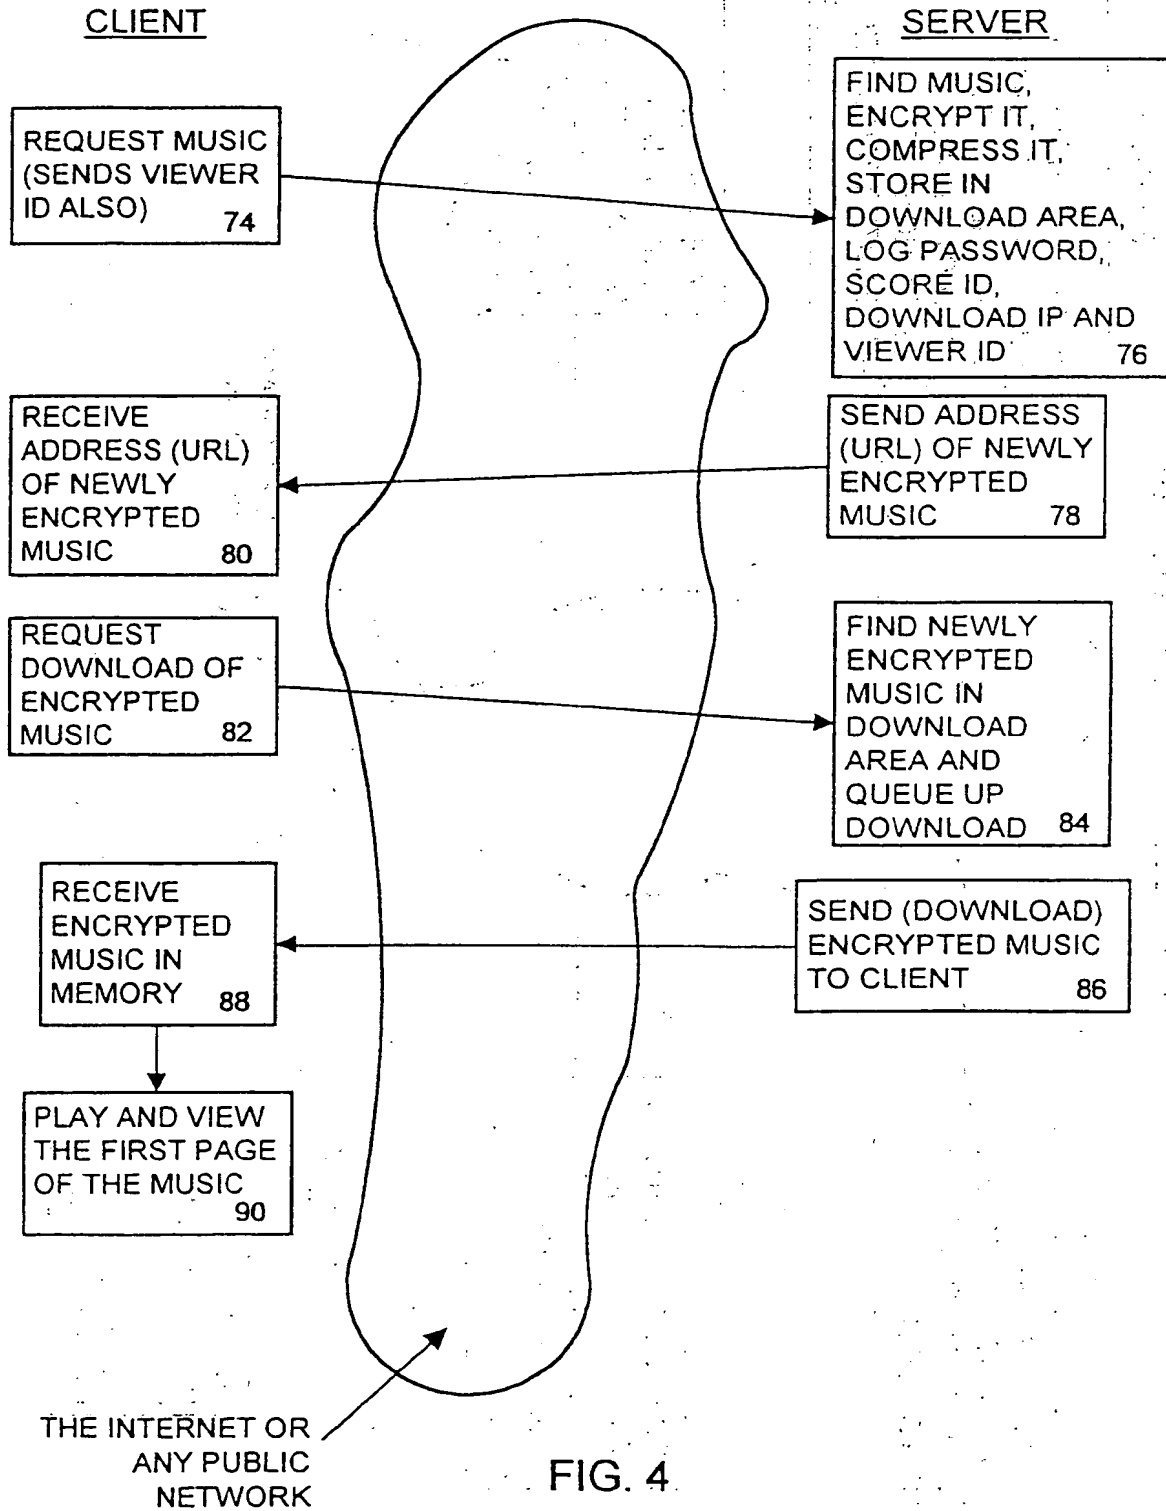 CLIENT
SERVER
REQUEST MUSIC
(SENDS VIEWER
ID ALSO)
74
FIND MUSIC,
ENCRYPT IT,
COMPRESS IT,
STORE IN
DOWNLOAD AREA,
LOG PASSWORD,
SCORE ID,
DOWNLOAD IP AND
VIEWER ID
76
RECEIVE
ADDRESS (URL)
OF NEWLY
ENCRYPTED
MUSIC
80
SEND ADDRESS
(URL) OF NEWLY
ENCRYPTED
MUSIC
78
REQUEST
DOWNLOAD OF
ENCRYPTED
MUSIC
82
FIND NEWLY
ENCRYPTED
MUSIC IN
DOWNLOAD
AREA AND
QUEUE UP
DOWNLOAD
84
RECEIVE
ENCRYPTED
MUSIC IN
MEMORY
88
SEND (DOWNLOAD)
ENCRYPTED MUSIC
TO CLIENT
86
PLAY AND VIEW
THE FIRST PAGE
OF THE MUSIC
90
THE INTERNET OR
ANY PUBLIC
NETWORK
FIG. 4